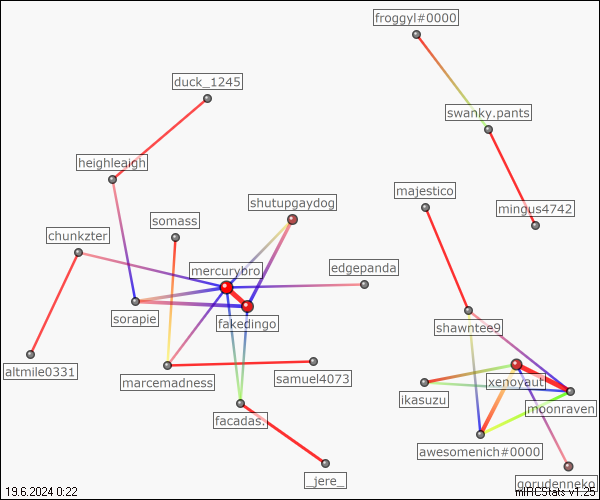 froggyl#0000
duck_1245
swanky.pants
heighleaigh
majestico
shutupgaydog
mingus4742
somass
chunkzter
mercurybro.
edgepanda
sorapie
fakedingo
shawntee9
altmile0331
marcemadness
samuel4073
xenoyaut
ikasuzu
moonraven
facadas.
awesomenich#0000
_jere_
gorudenneko
19.6.2024 0:22
mIRCStats v1.25